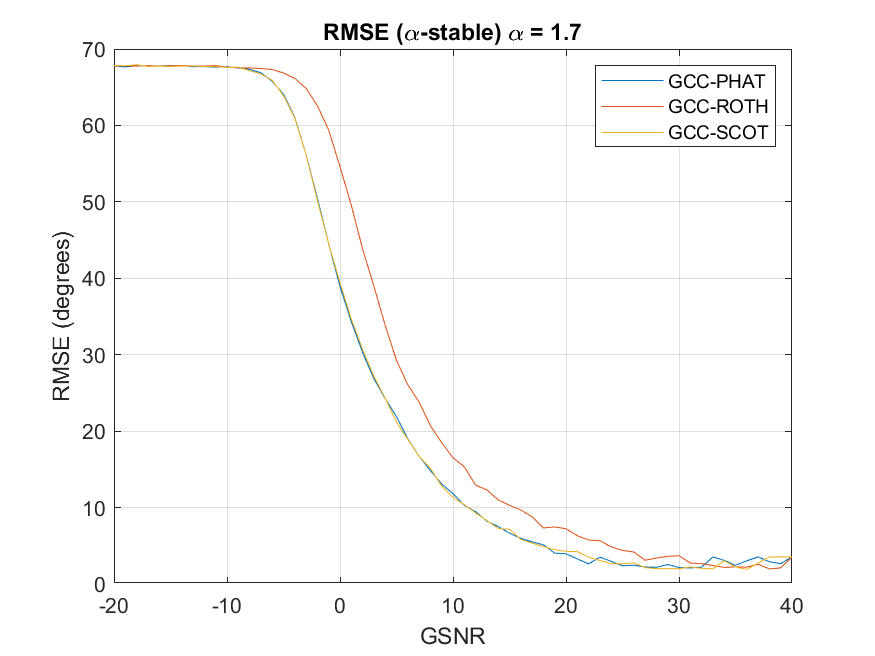 RMSE (α-stable) α = 1.7
70
60
50
40
30
20
10
0
RMSE (degrees)
GCC-PHAT
GCC-ROTH
GCC-SCOT
-20
-10
0
10
20
30
40
GSNR